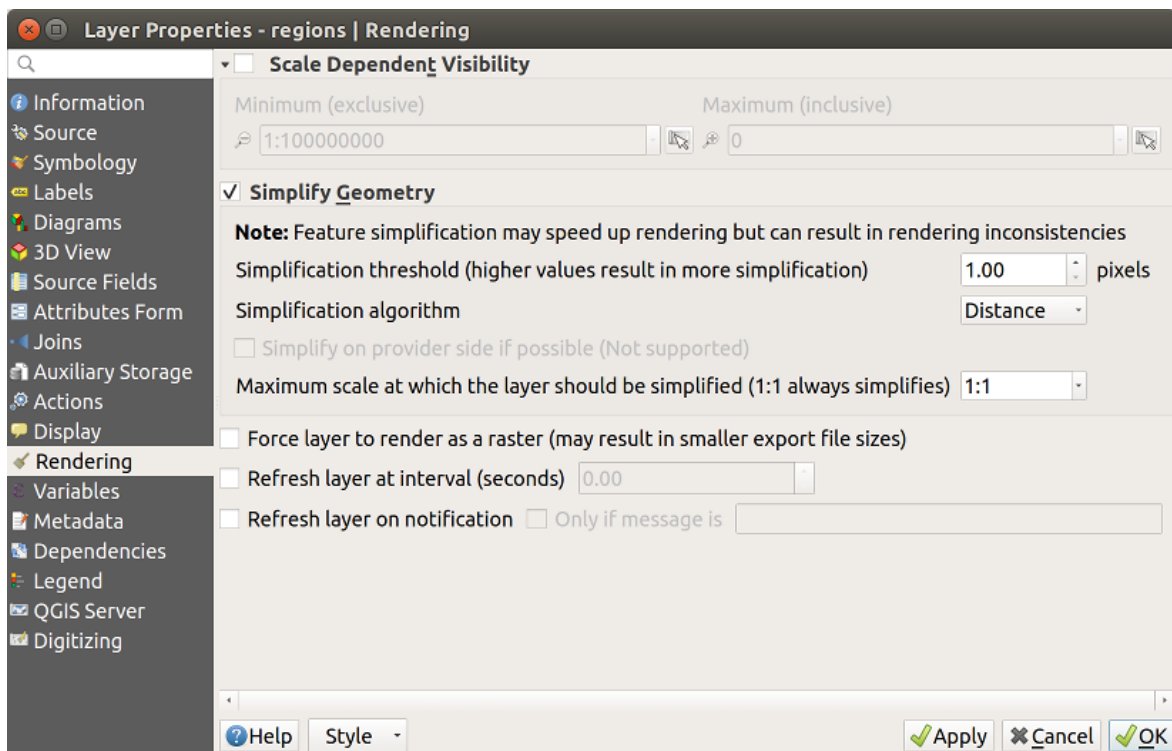 Layer Properties - regions | Rendering
Information
Source
Symbology
abc Labels
Diagrams
3D View
Source Fields
Attributes Form
Joins
Auxiliary Storage
Actions
Display
Rendering
Variables
Metadata
Dependencies
Legend
QGIS Server
Digitizing
Scale Dependent Visibility
Minimum (exclusive) Maximum (inclusive)
1:100000000 0
Simplify Geometry
Note: Feature simplification may speed up rendering but can result in rendering inconsistencies
Simplification threshold (higher values result in more simplification) 1.00 pixels
Simplification algorithm Distance
Simplify on provider side if possible (Not supported)
Maximum scale at which the layer should be simplified (1:1 always simplifies) 1:1
Force layer to render as a raster (may result in smaller export file sizes)
Refresh layer at interval (seconds) 0.00
Refresh layer on notification Only if message is
Help Style Apply Cancel OK